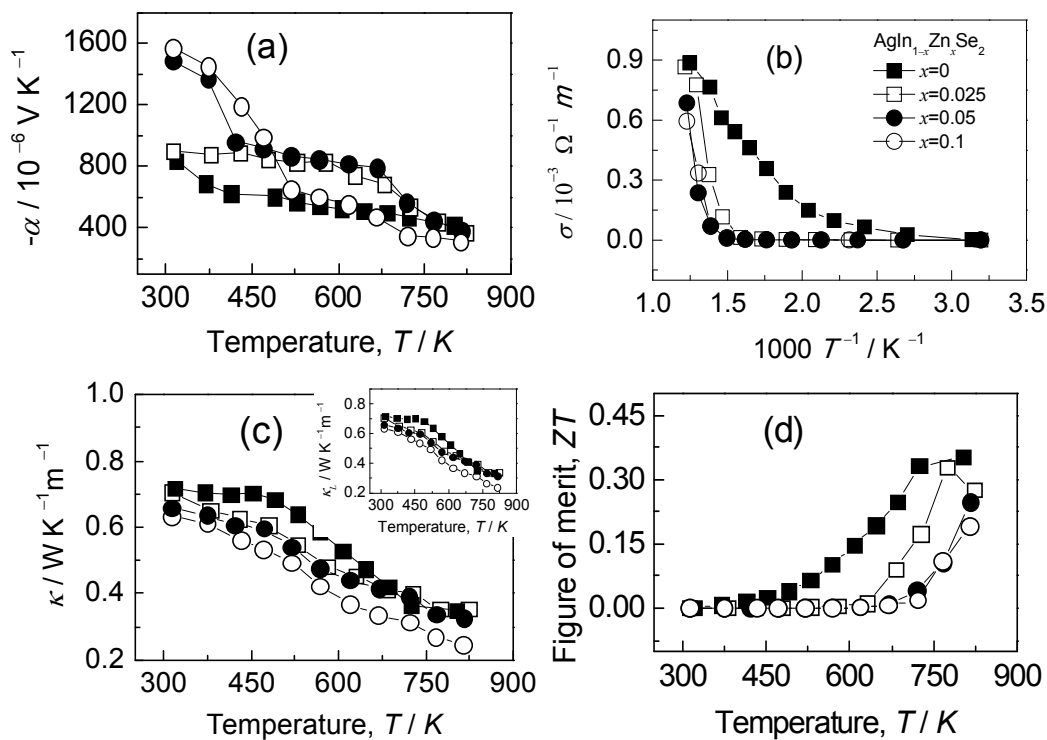 (a)
-α / 10⁻⁶ V K⁻¹
1600
1200
800
400
300 450 600 750 900
Temperature, T / K
(b)
σ / 10⁻³ Ω⁻¹ m⁻¹
0.9
0.6
0.3
0.0
1.0 1.5 2.0 2.5 3.0 3.5
1000 T⁻¹ / K⁻¹
AgIn₁₋ₓZnₓSe₂
x=0
x=0.025
x=0.05
x=0.1
(c)
κ / W K⁻¹m⁻¹
1.0
0.8
0.6
0.4
0.2
300 450 600 750 900
Temperature, T / K
κL / W K⁻¹m⁻¹
0.8
0.6
0.4
0.2
300 450 600 750 900
Temperature, T / K
(d)
Figure of merit, ZT
0.45
0.30
0.15
0.00
300 450 600 750 900
Temperature, T / K